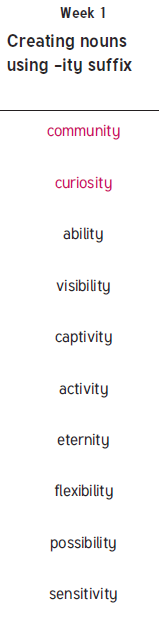 Week 1
Creating nouns
using -ity suffix
community
curiosity
ability
visibility
captivity
activity
eternity
flexibility
possibility
sensitivity